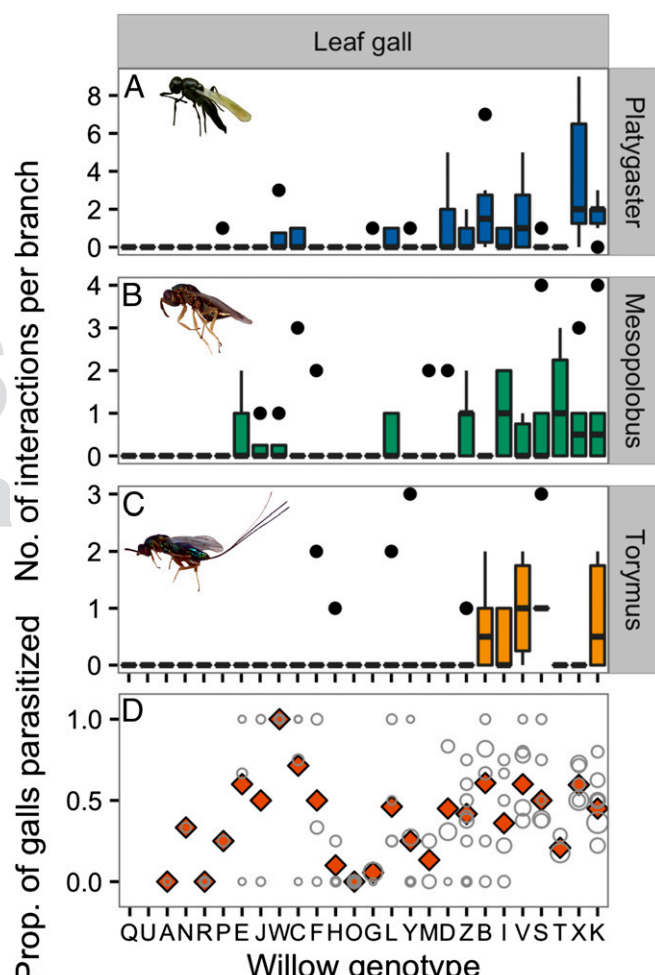 Leaf gall
A
8
6
4
2
0
Platygaster
B
4
3
2
1
0
Mesopolobus
C
3
2
1
0
Torymus
D
1.0
0.5
0.0
No. of interactions per branch
Prop. of galls parasitized
Q U A N R P E J W C F H O G L Y M D Z B I V S T X K
Willow genotype